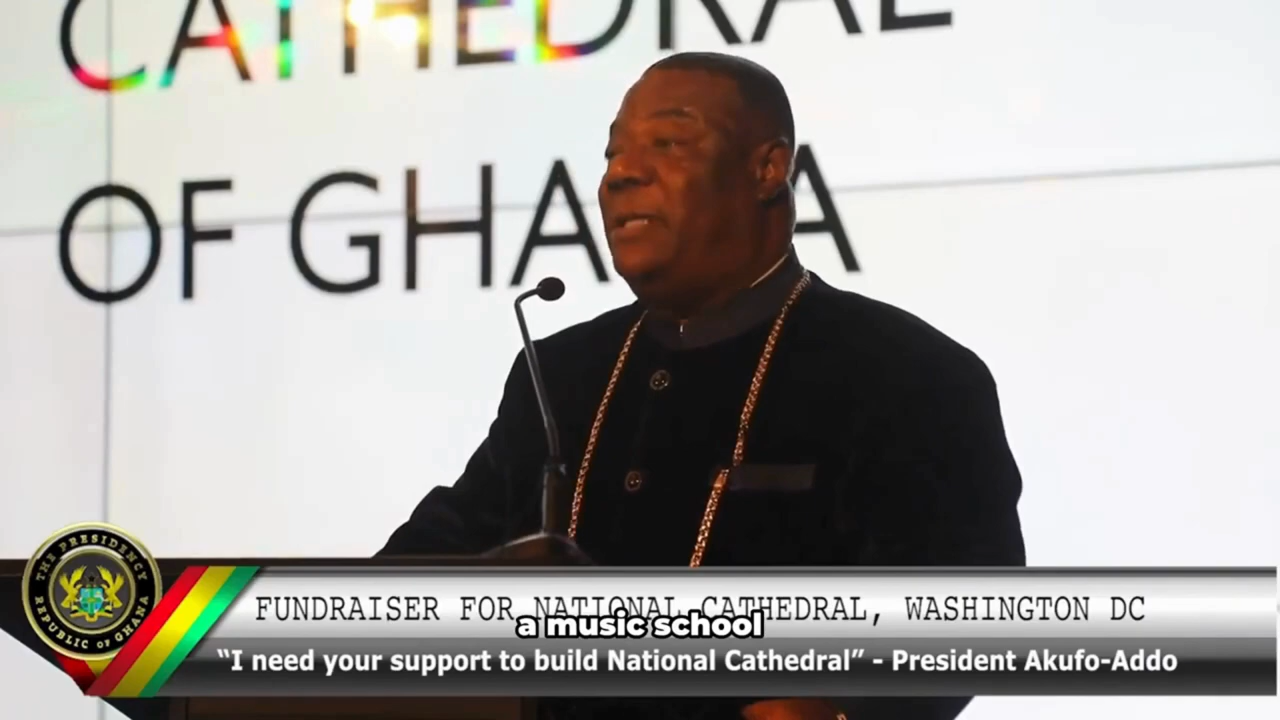 CATHEDRAL
OF GHANA
THE PRESIDENCY
REPUBLIC OF GHANA
FUNDRAISER FOR NATIONAL CATHEDRAL, WASHINGTON DC
a music school
“I need your support to build National Cathedral” - President Akufo-Addo